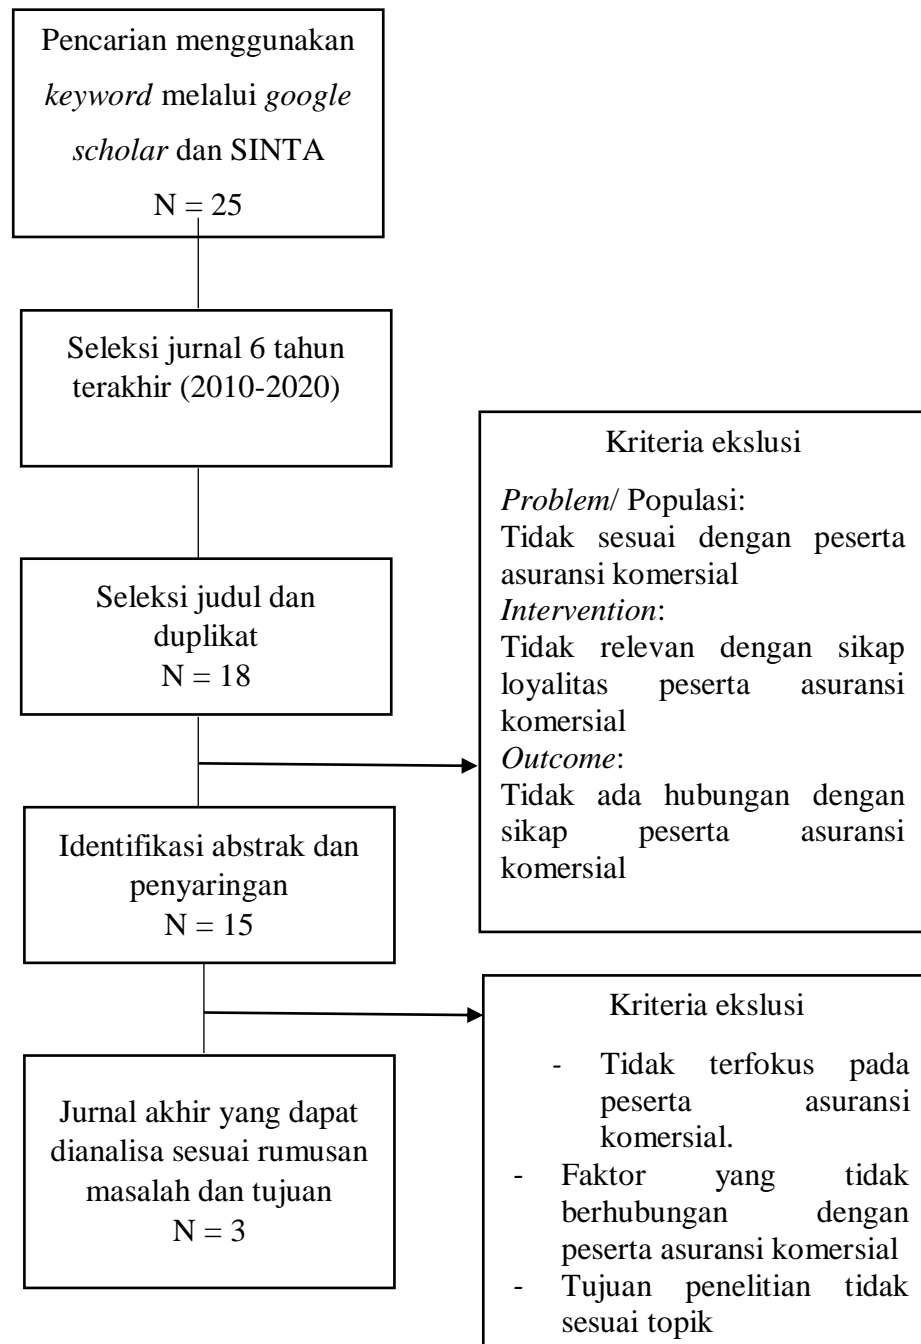 Pencarian menggunakan
keyword melalui google
scholar dan SINTA
N = 25
Seleksi jurnal 6 tahun
terakhir (2010-2020)
Seleksi judul dan
duplikat
N = 18
Kriteria ekslusi
Problem/ Populasi:
Tidak sesuai dengan peserta
asuransi komersial
Intervention:
Tidak relevan dengan sikap
loyalitas peserta asuransi
komersial
Outcome:
Tidak ada hubungan dengan
sikap peserta asuransi
komersial
Identifikasi abstrak dan
penyaringan
N = 15
Kriteria ekslusi
- Tidak terfokus pada
peserta asuransi
komersial.
- Faktor yang tidak
berhubungan dengan
peserta asuransi komersial
- Tujuan penelitian tidak
sesuai topik
Jurnal akhir yang dapat
dianalisa sesuai rumusan
masalah dan tujuan
N = 3